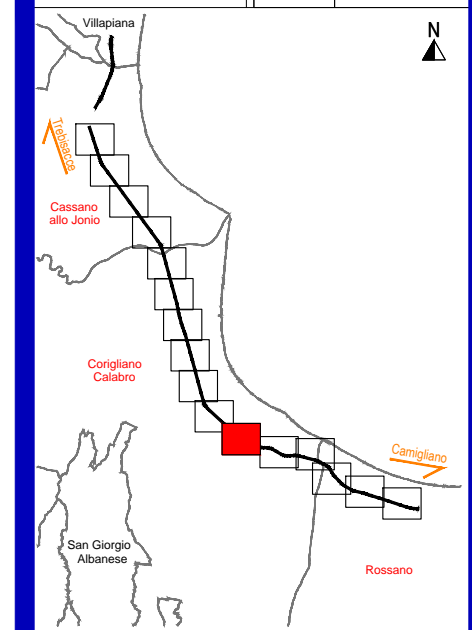 Villapiana
N
Trebisacce
Cassano
allo Jonio
Corigliano
Calabro
Camigliano
San Giorgio
Albanese
Rossano